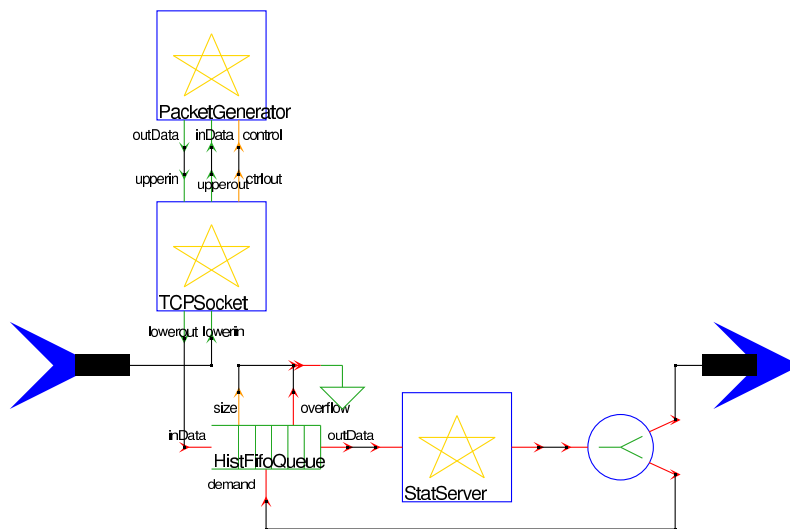 PacketGenerator
outData inData control
upperin upperout ctrlout
TCPSocket
lowerout lowerin
size overflow
inData outData
HistFifoQueue
demand
StatServer